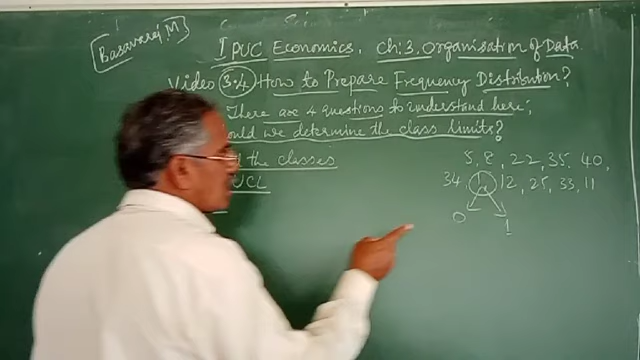 Basavaraj M
I PUC Economics. Ch: 3. Organisation of Data.
Video 3.4 How to Prepare Frequency Distribution?
There are 4 questions to understand here;
ould we determine the class limits?
the classes
UCL
5, 8, 22, 35, 40,
34, 1, 12, 25, 33, 11
0 1